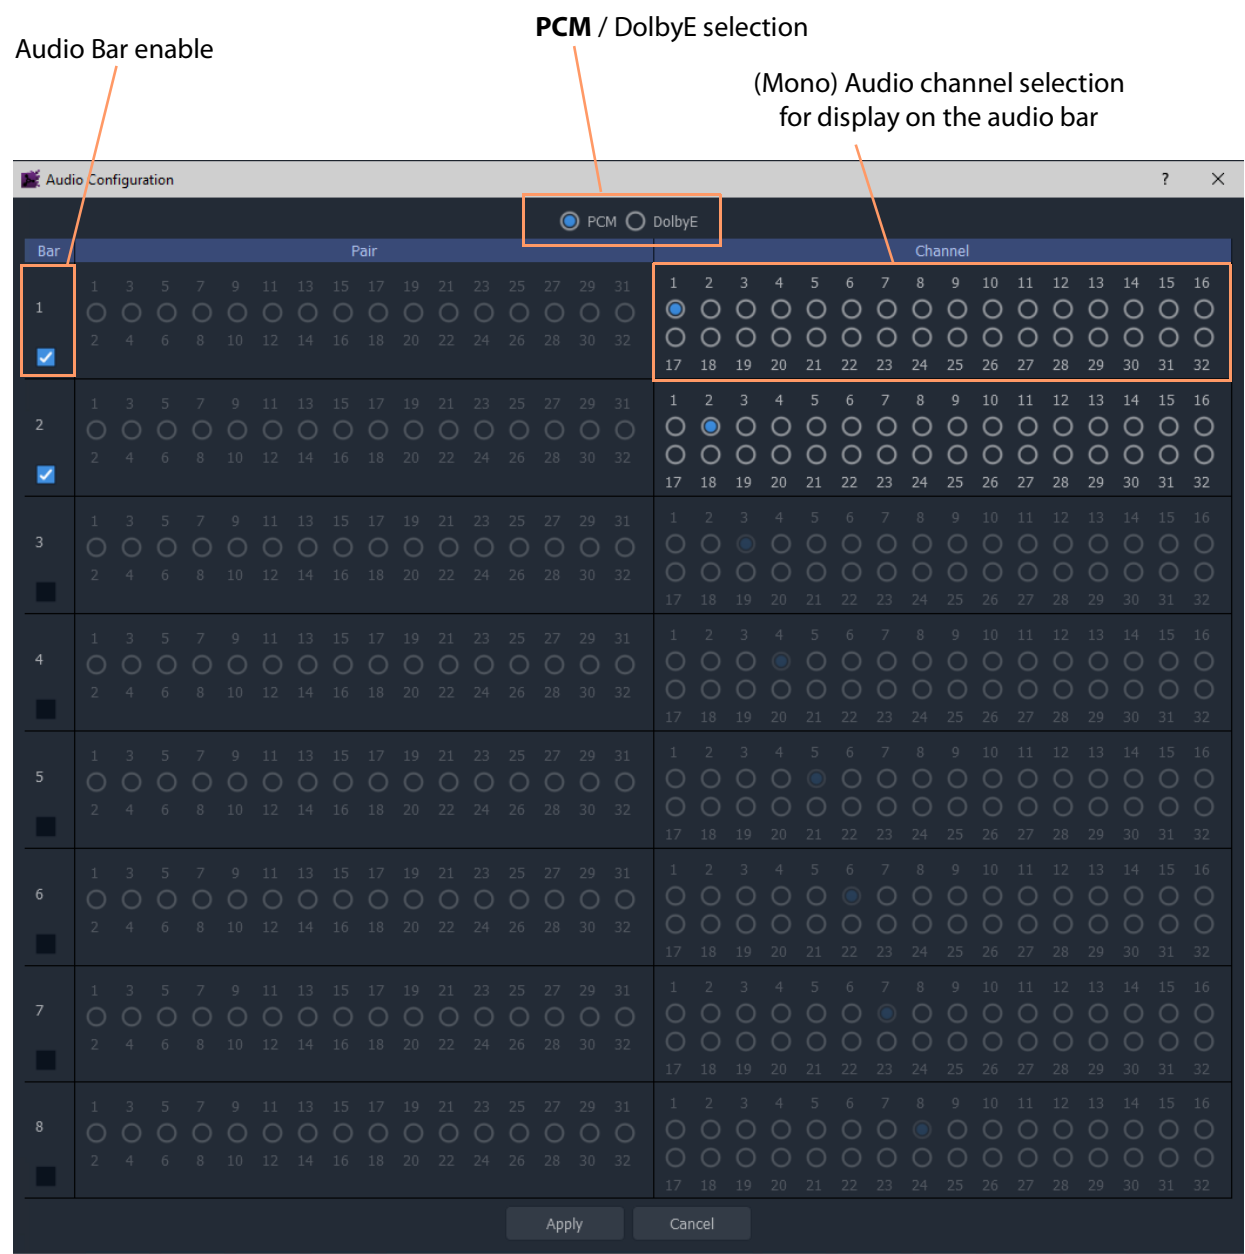 PCM / DolbyE selection
Audio Bar enable
(Mono) Audio channel selection
for display on the audio bar
Audio Configuration ? ×
PCM DolbyE
Bar Pair Channel
1 3 5 7 9 11 13 15 17 19 21 23 25 27 29 31 1 2 3 4 5 6 7 8 9 10 11 12 13 14 15 16
1
2 4 6 8 10 12 14 16 18 20 22 24 26 28 30 32 17 18 19 20 21 22 23 24 25 26 27 28 29 30 31 32
1 3 5 7 9 11 13 15 17 19 21 23 25 27 29 31 1 2 3 4 5 6 7 8 9 10 11 12 13 14 15 16
2
2 4 6 8 10 12 14 16 18 20 22 24 26 28 30 32 17 18 19 20 21 22 23 24 25 26 27 28 29 30 31 32
1 3 5 7 9 11 13 15 17 19 21 23 25 27 29 31 1 2 3 4 5 6 7 8 9 10 11 12 13 14 15 16
3
2 4 6 8 10 12 14 16 18 20 22 24 26 28 30 32 17 18 19 20 21 22 23 24 25 26 27 28 29 30 31 32
1 3 5 7 9 11 13 15 17 19 21 23 25 27 29 31 1 2 3 4 5 6 7 8 9 10 11 12 13 14 15 16
4
2 4 6 8 10 12 14 16 18 20 22 24 26 28 30 32 17 18 19 20 21 22 23 24 25 26 27 28 29 30 31 32
1 3 5 7 9 11 13 15 17 19 21 23 25 27 29 31 1 2 3 4 5 6 7 8 9 10 11 12 13 14 15 16
5
2 4 6 8 10 12 14 16 18 20 22 24 26 28 30 32 17 18 19 20 21 22 23 24 25 26 27 28 29 30 31 32
1 3 5 7 9 11 13 15 17 19 21 23 25 27 29 31 1 2 3 4 5 6 7 8 9 10 11 12 13 14 15 16
6
2 4 6 8 10 12 14 16 18 20 22 24 26 28 30 32 17 18 19 20 21 22 23 24 25 26 27 28 29 30 31 32
1 3 5 7 9 11 13 15 17 19 21 23 25 27 29 31 1 2 3 4 5 6 7 8 9 10 11 12 13 14 15 16
7
2 4 6 8 10 12 14 16 18 20 22 24 26 28 30 32 17 18 19 20 21 22 23 24 25 26 27 28 29 30 31 32
1 3 5 7 9 11 13 15 17 19 21 23 25 27 29 31 1 2 3 4 5 6 7 8 9 10 11 12 13 14 15 16
8
2 4 6 8 10 12 14 16 18 20 22 24 26 28 30 32 17 18 19 20 21 22 23 24 25 26 27 28 29 30 31 32
Apply Cancel